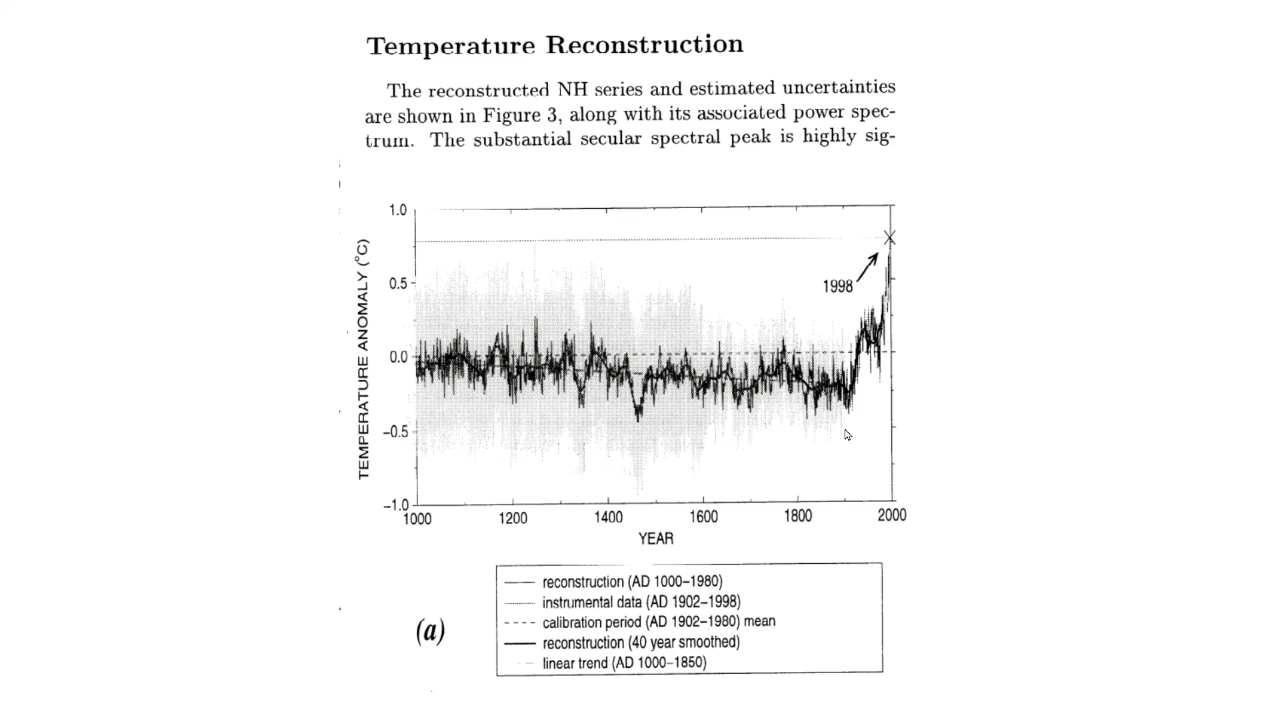 Temperature Reconstruction
The reconstructed NH series and estimated uncertainties
are shown in Figure 3, along with its associated power spec-
trum. The substantial secular spectral peak is highly sig-
1.0
0.5
0.0
−0.5
−1.0
TEMPERATURE ANOMALY (°C)
1998
1000 1200 1400 1600 1800 2000
YEAR
reconstruction (AD 1000–1980)
instrumental data (AD 1902–1998)
calibration period (AD 1902–1980) mean
reconstruction (40 year smoothed)
linear trend (AD 1000–1850)
(a)